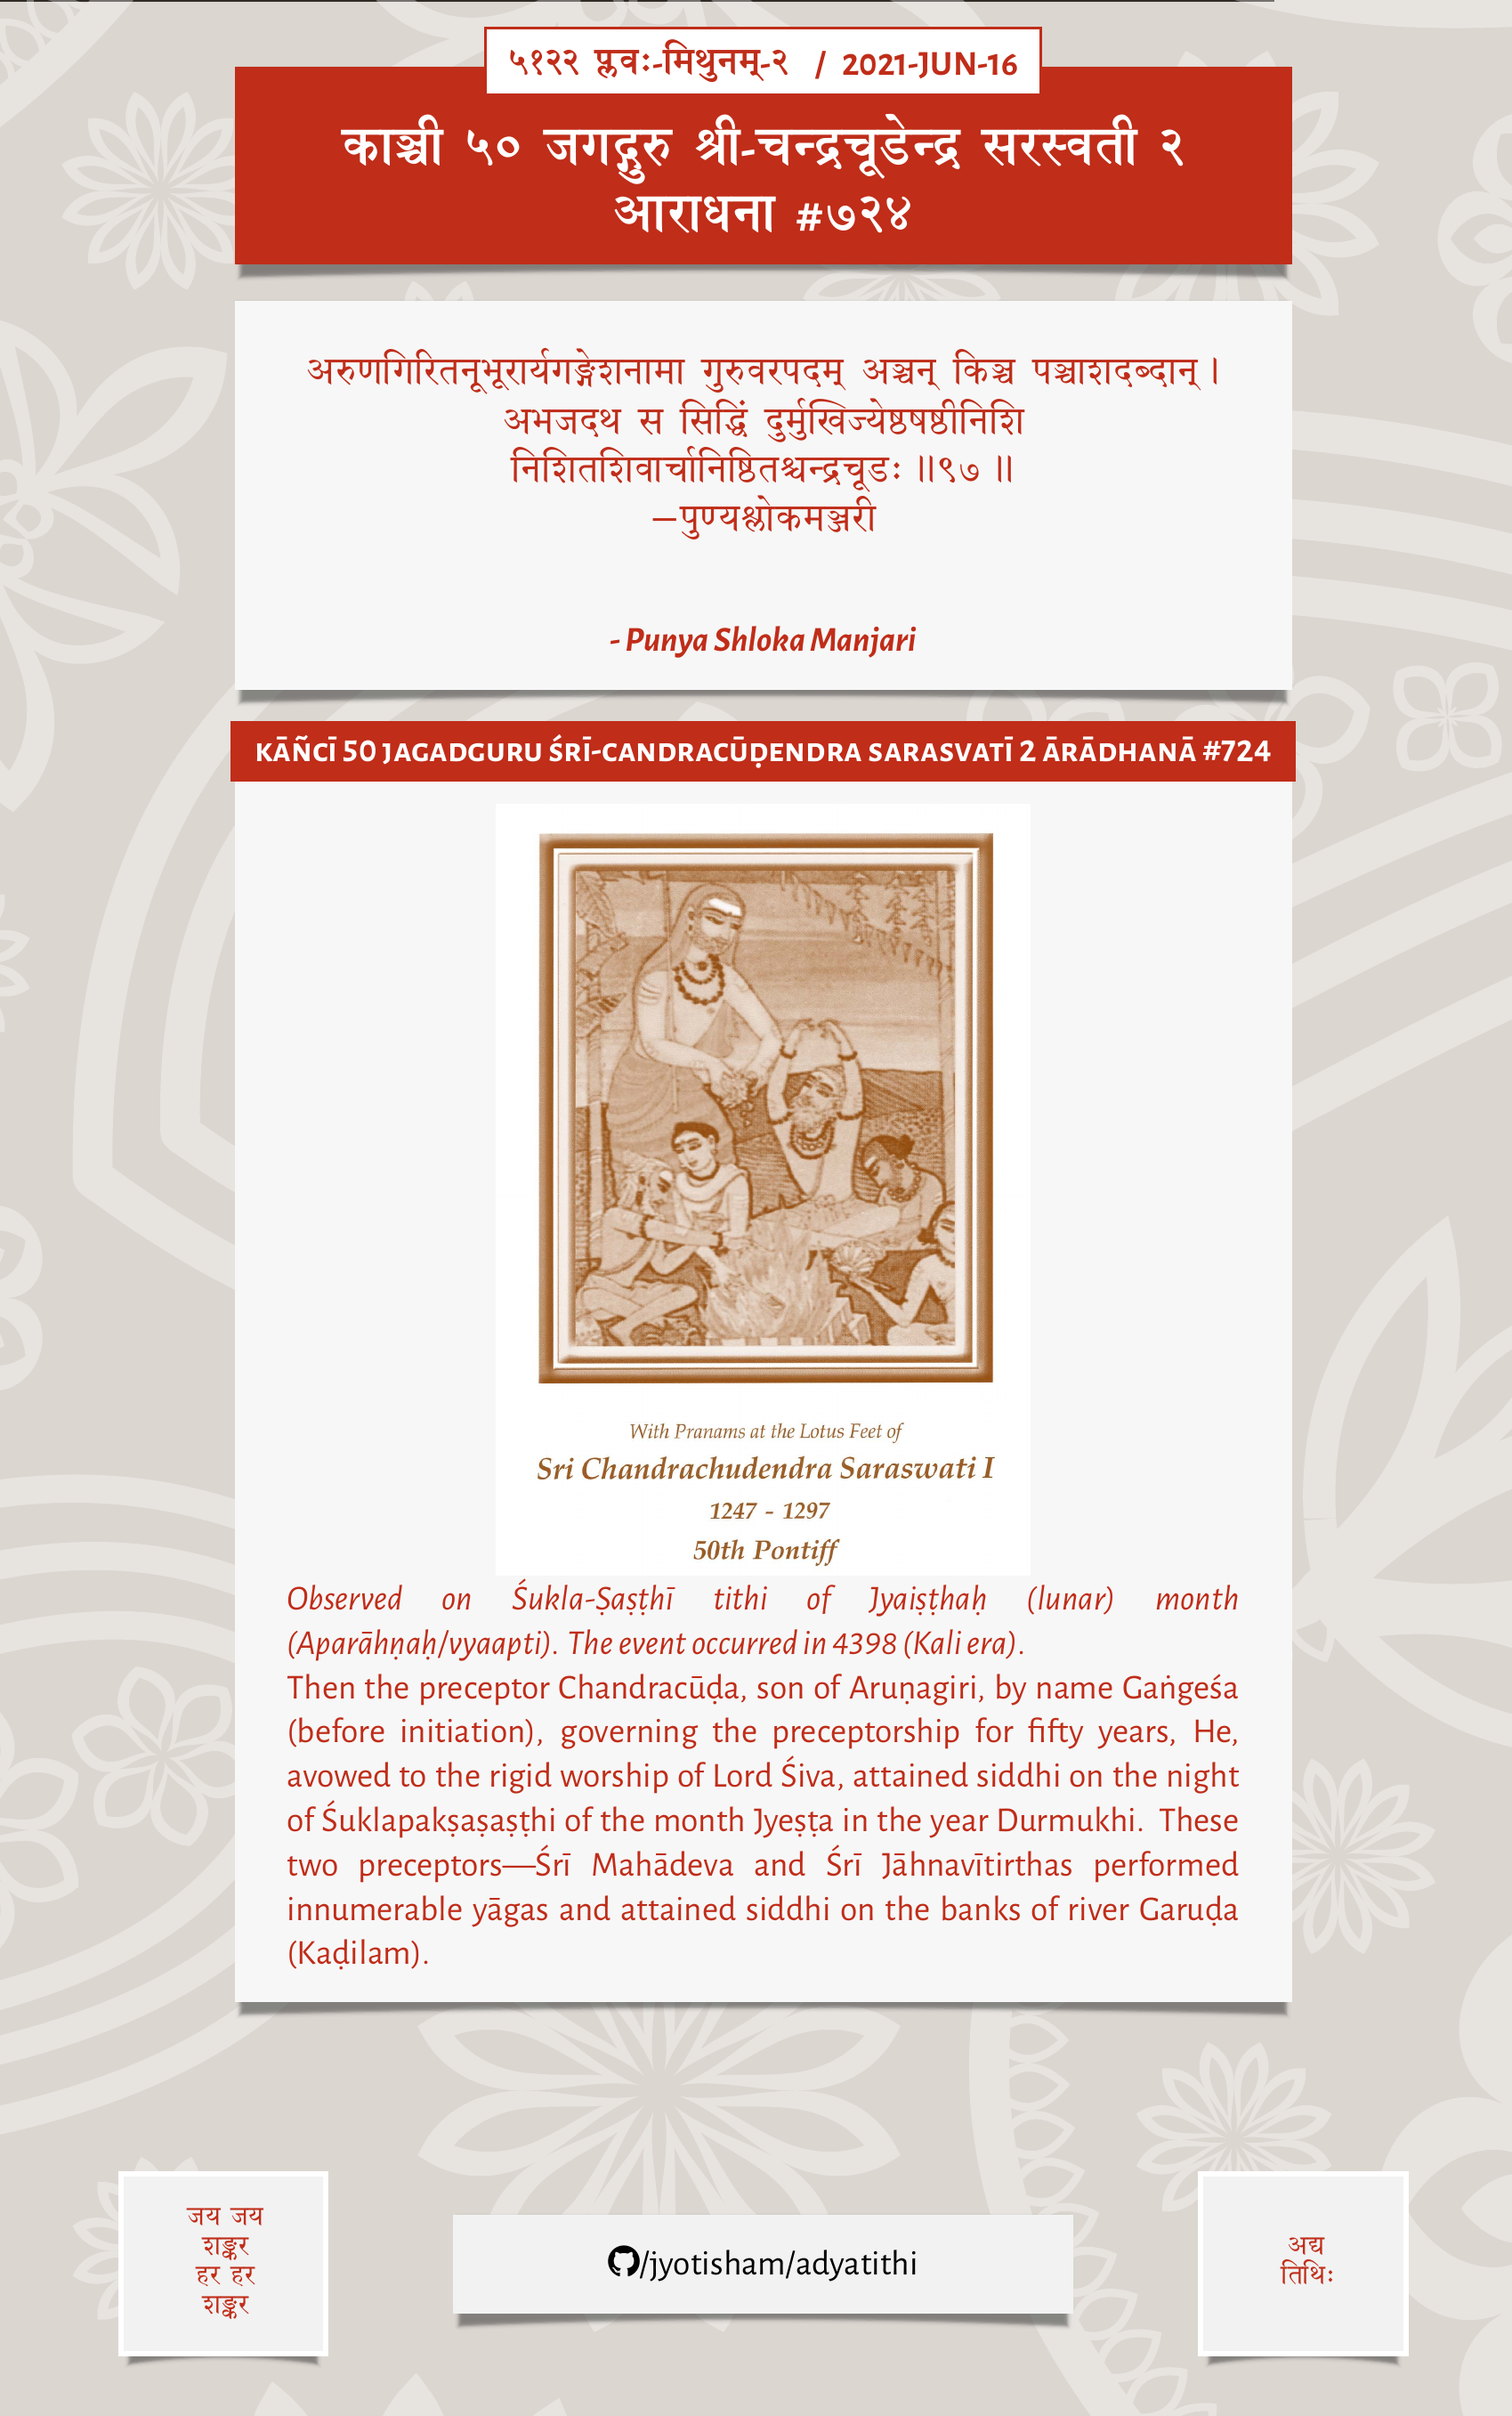 ५१२२ प्लवः-मिथुनम्-२ / 2021-JUN-16
काञ्ची ५० जगद्गुरु श्री-चन्द्रचूडेन्द्र सरस्वती २
आराधना #७२४
अरुणगिरितनूभूरार्यगङ्गेशनामा गुरुवरपदम् अञ्चन् किञ्च पञ्चाशदब्दान् ।
अभजदथ स सिद्धिं दुर्मुखिज्येष्ठषष्ठीनिशि
निशितशिवार्चानिष्ठितश्चन्द्रचूडः ॥९७ ॥
—पुण्यश्लोकमञ्जरी
- Punya Shloka Manjari
KĀÑCĪ 50 JAGADGURU ŚRĪ-CANDRACŪḌENDRA SARASVATĪ 2 ĀRĀDHANĀ #724
With Pranams at the Lotus Feet of
Sri Chandrachudendra Saraswati I
1247 - 1297
50th Pontiff
Observed on Śukla-Ṣaṣṭhī tithi of Jyaiṣṭhaḥ (lunar) month
(Aparāhṇaḥ/vyaapti). The event occurred in 4398 (Kali era).
Then the preceptor Chandracūḍa, son of Aruṇagiri, by name Gaṅgeśa
(before initiation), governing the preceptorship for fifty years, He,
avowed to the rigid worship of Lord Śiva, attained siddhi on the night
of Śuklapakṣaṣaṣṭhi of the month Jyeṣṭa in the year Durmukhi. These
two preceptors—Śrī Mahādeva and Śrī Jāhnavītirthas performed
innumerable yāgas and attained siddhi on the banks of river Garuḍa
(Kaḍilam).
जय जय
शङ्कर
हर हर
शङ्कर
/jyotisham/adyatithi
अद्य
तिथिः